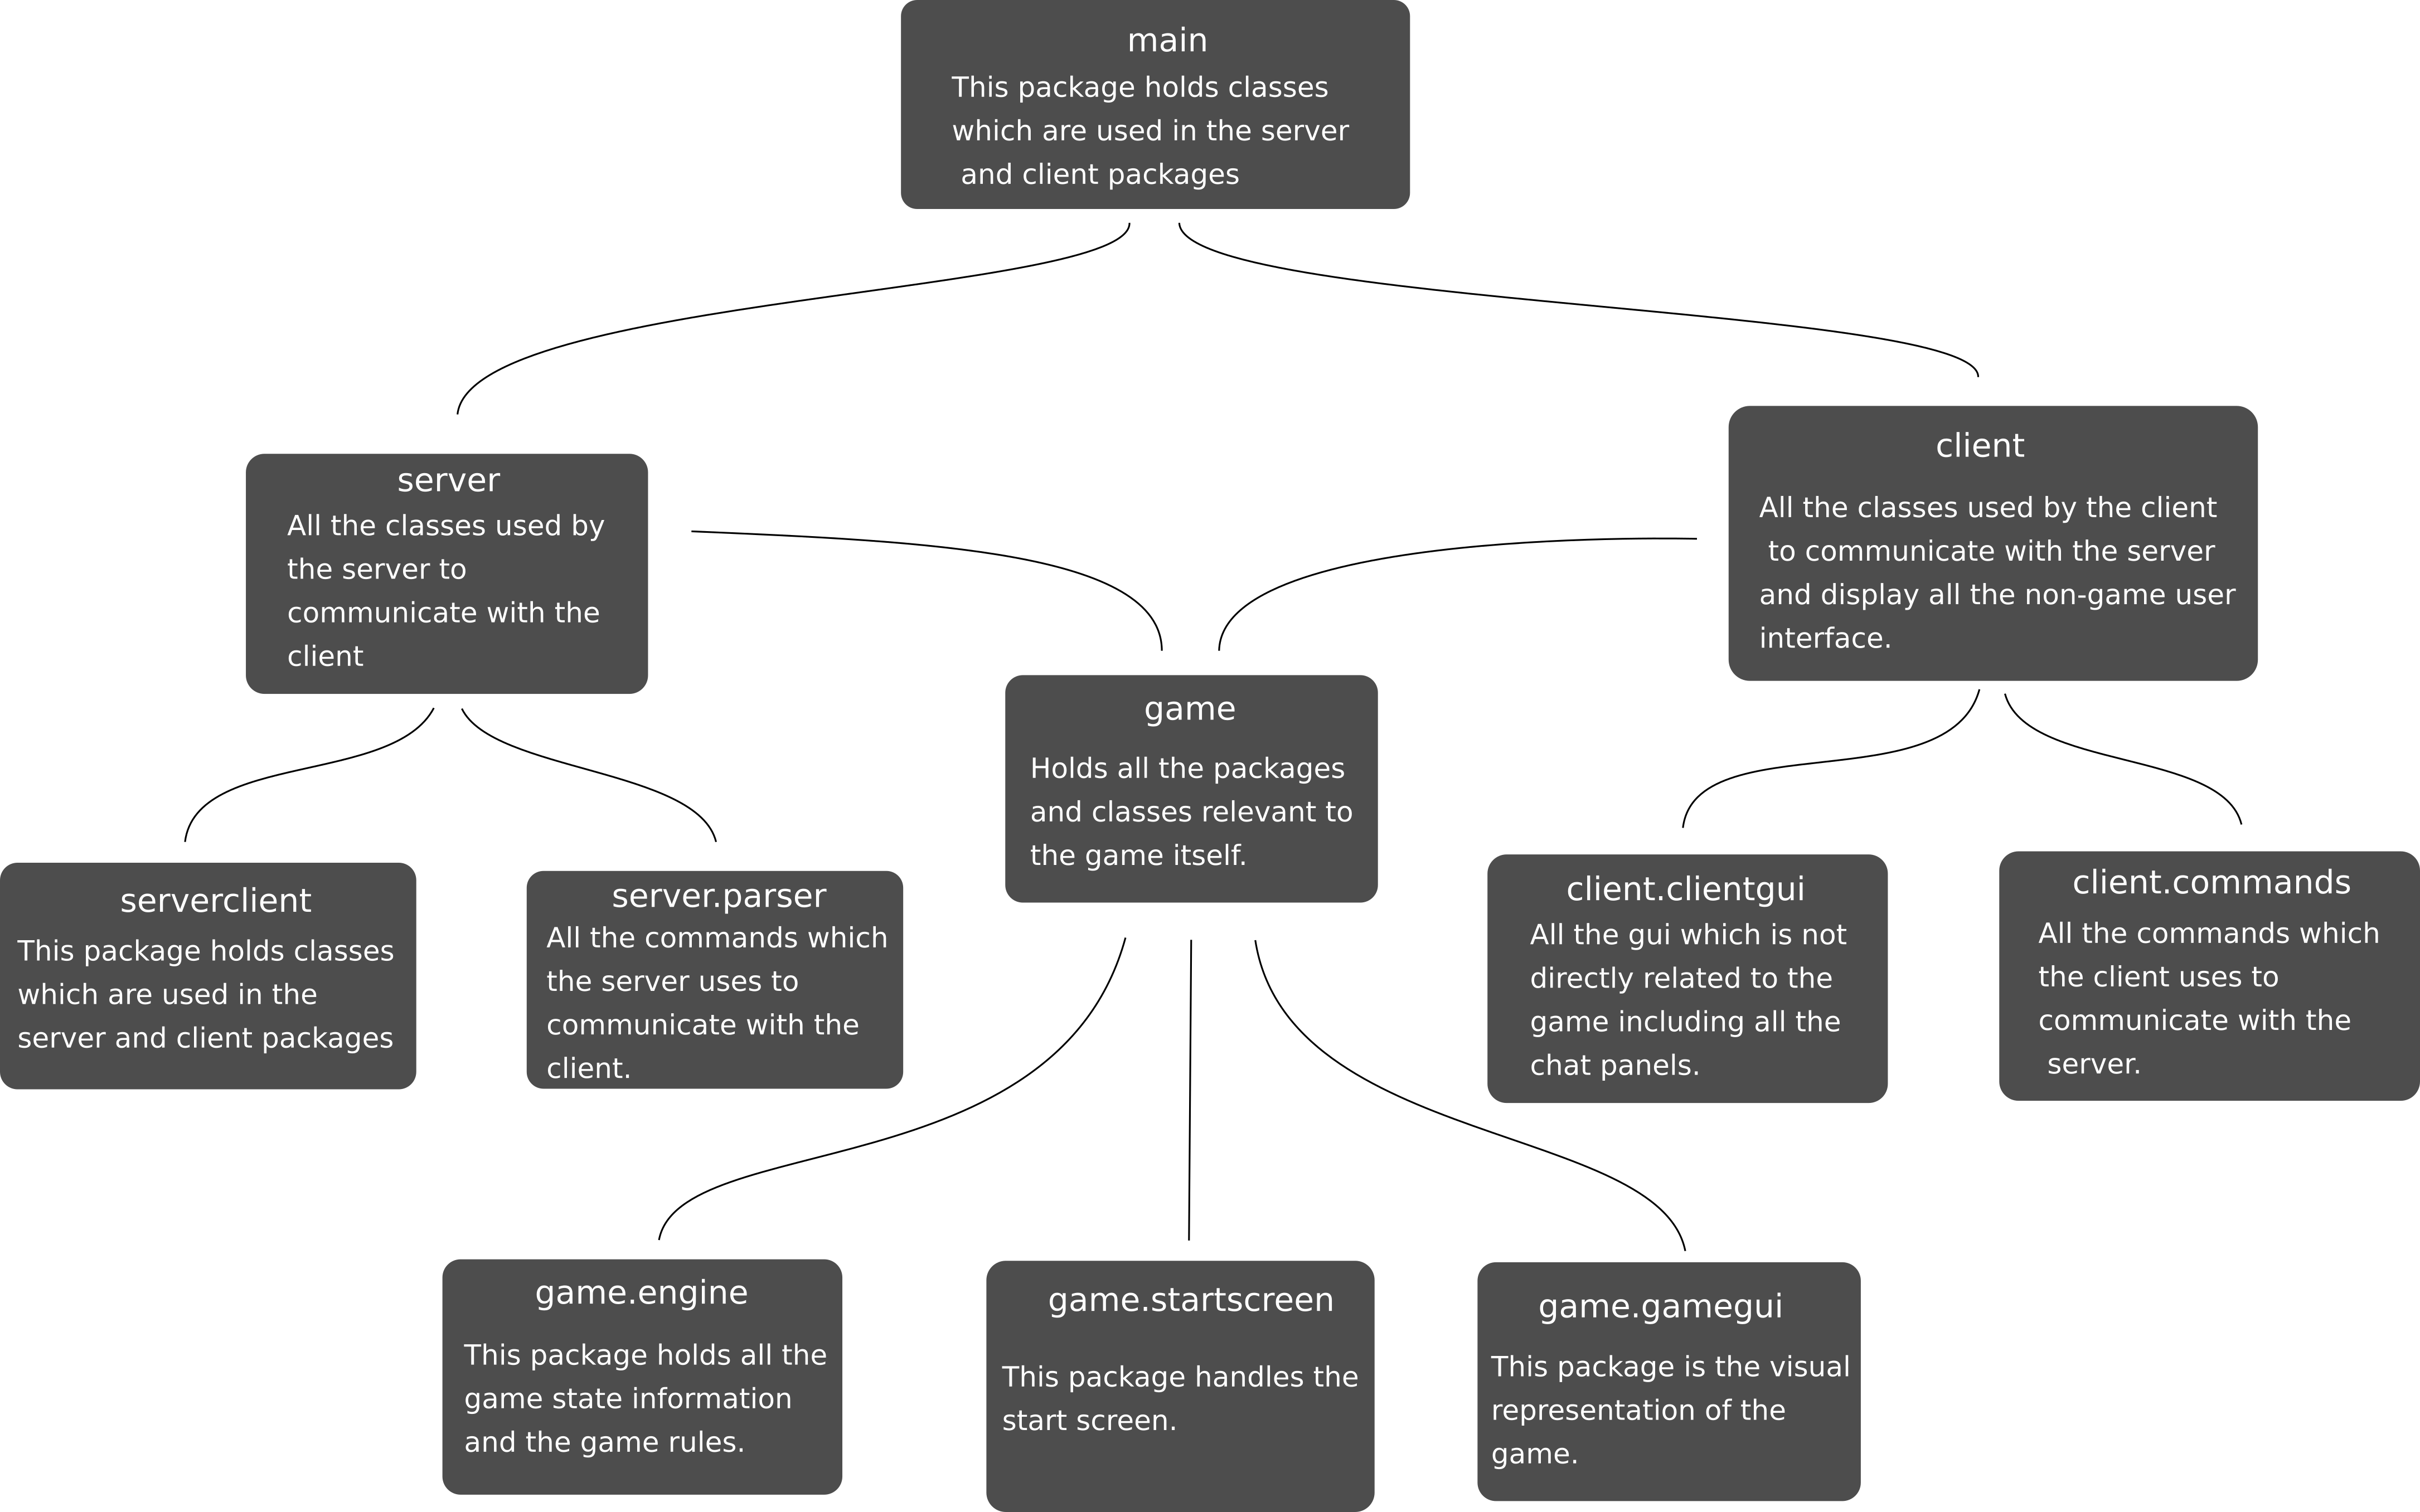 main
This package holds classes
which are used in the server
and client packages
server
All the classes used by
the server to
communicate with the
client
client
All the classes used by the client
to communicate with the server
and display all the non-game user
interface.
game
Holds all the packages
and classes relevant to
the game itself.
serverclient
This package holds classes
which are used in the
server and client packages
server.parser
All the commands which
the server uses to
communicate with the
client.
client.clientgui
All the gui which is not
directly related to the
game including all the
chat panels.
client.commands
All the commands which
the client uses to
communicate with the
server.
game.engine
This package holds all the
game state information
and the game rules.
game.startscreen
This package handles the
start screen.
game.gamegui
This package is the visual
representation of the
game.